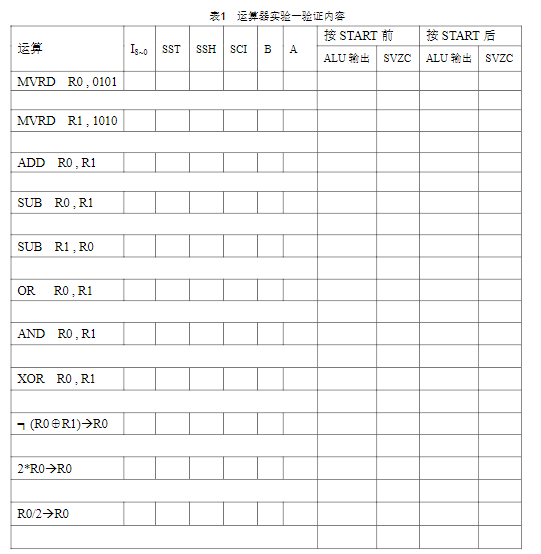 表1 运算器实验一验证内容
运算 I8~0 SST SSH SCI B A 按 START 前 按 START 后
ALU 输出 SVZC ALU 输出 SVZC
MVRD R0 , 0101
MVRD R1 , 1010
ADD R0 , R1
SUB R0 , R1
SUB R1 , R0
OR R0 , R1
AND R0 , R1
XOR R0 , R1
¬ (R0⊕R1)→R0
2*R0→R0
R0/2→R0